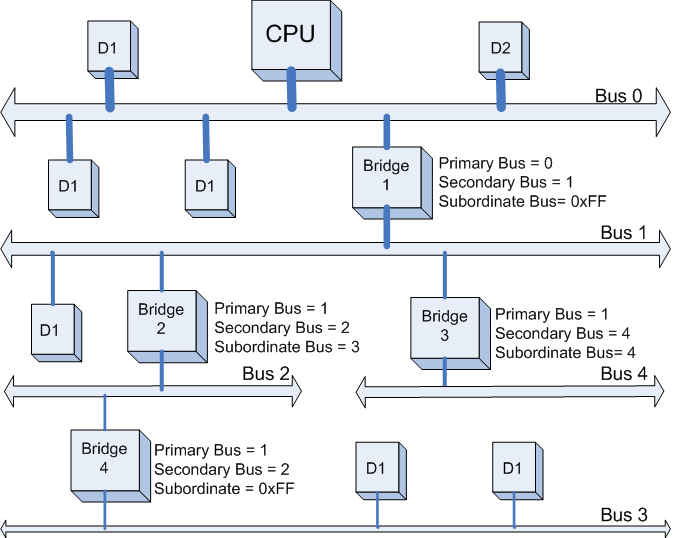 D1
CPU
D2
Bus 0
D1
D1
Bridge
1
Primary Bus = 0
Secondary Bus = 1
Subordinate Bus= 0xFF
Bus 1
D1
Bridge
2
Primary Bus = 1
Secondary Bus = 2
Subordinate Bus = 3
Bridge
3
Primary Bus = 1
Secondary Bus = 4
Subordinate Bus= 4
Bus 2
Bus 4
Bridge
4
Primary Bus = 1
Secondary Bus = 2
Subordinate = 0xFF
D1
D1
Bus 3